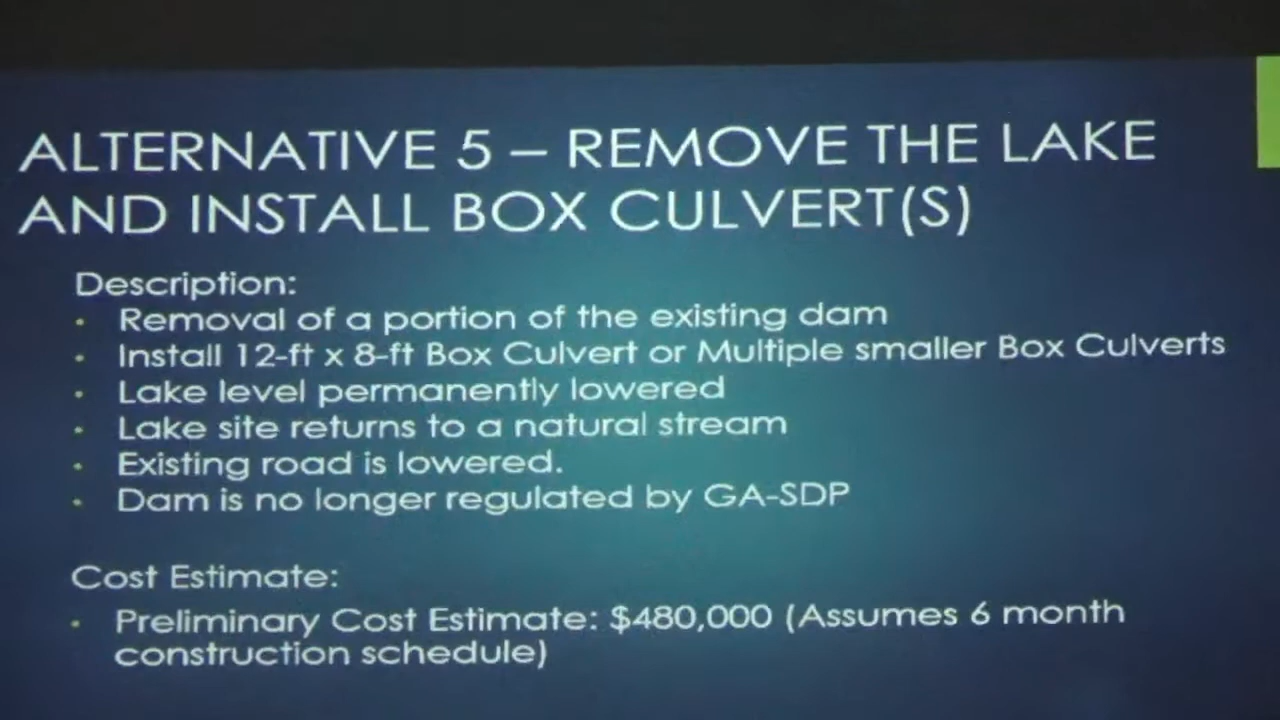 ALTERNATIVE 5 – REMOVE THE LAKE
AND INSTALL BOX CULVERT(S)
Description:
• Removal of a portion of the existing dam
• Install 12-ft x 8-ft Box Culvert or Multiple smaller Box Culverts
• Lake level permanently lowered
• Lake site returns to a natural stream
• Existing road is lowered.
• Dam is no longer regulated by GA-SDP
Cost Estimate:
• Preliminary Cost Estimate: $480,000 (Assumes 6 month
construction schedule)